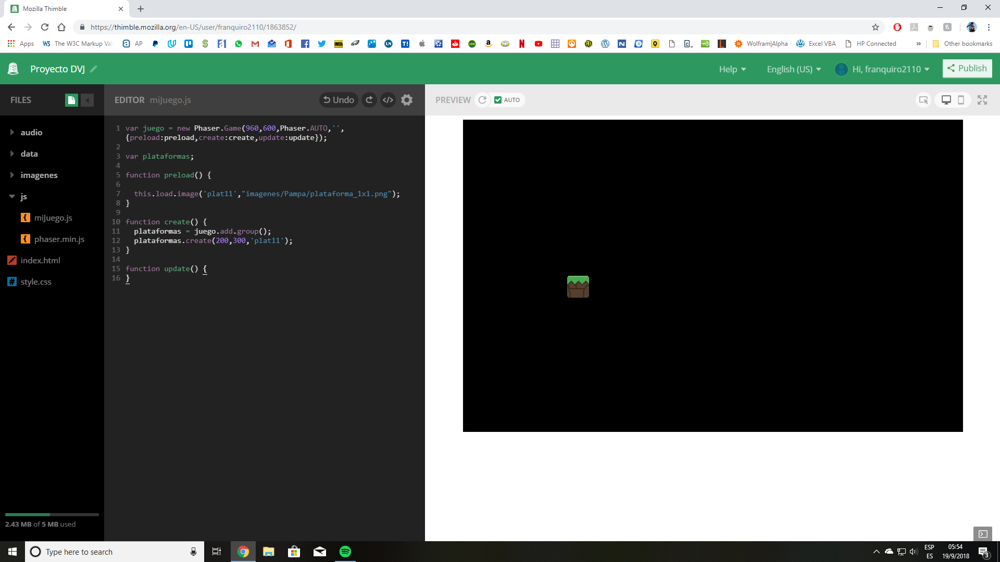 Mozilla Thimble
https://thimble.mozilla.org/en-US/user/franquiro2110/1863852/
Apps
The W3C Markup Va
AP
Wolfram|Alpha
Excel VBA
HP Connected
»
Other bookmarks
Proyecto DVJ
Help
English (US)
Hi, franquiro2110
Publish
FILES
EDITOR miJuego.js
Undo
PREVIEW
AUTO
audio
data
imagenes
js
miJuego.js
phaser.min.js
index.html
style.css
2.43 MB of 5 MB used
1 var juego = new Phaser.Game(960,600,Phaser.AUTO,'',
{preload:preload,create:create,update:update});
2
3 var plataformas;
4
5 function preload() {
6
7 this.load.image('plat11',"imagenes/Pampa/plataforma_1x1.png");
8 }
9
10 function create() {
11 plataformas = juego.add.group();
12 plataformas.create(200,300,'plat11');
13 }
14
15 function update() {
16 }
Type here to search
ESP
ES
05:54
19/9/2018
3